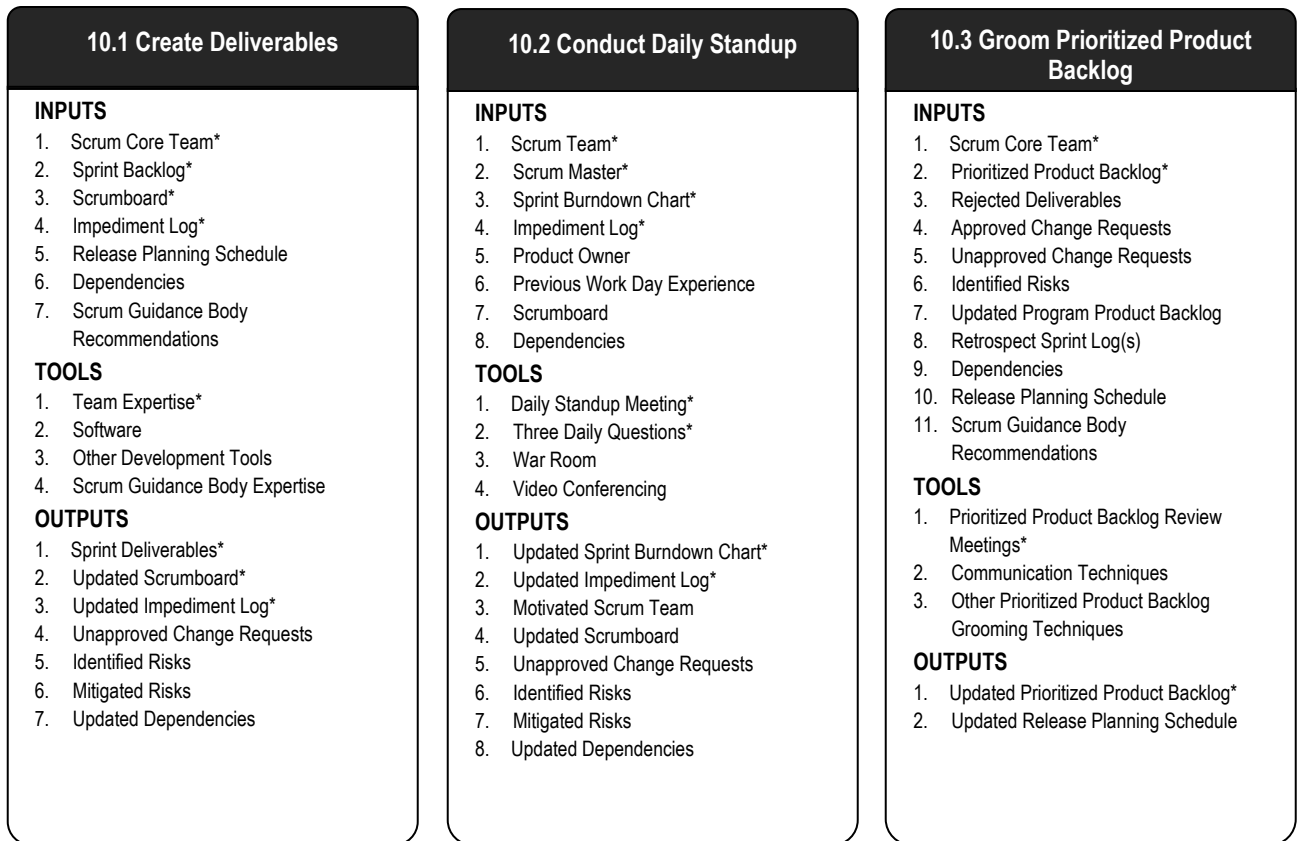 10.1 Create Deliverables
INPUTS
1. Scrum Core Team*
2. Sprint Backlog*
3. Scrumboard*
4. Impediment Log*
5. Release Planning Schedule
6. Dependencies
7. Scrum Guidance Body
Recommendations
TOOLS
1. Team Expertise*
2. Software
3. Other Development Tools
4. Scrum Guidance Body Expertise
OUTPUTS
1. Sprint Deliverables*
2. Updated Scrumboard*
3. Updated Impediment Log*
4. Unapproved Change Requests
5. Identified Risks
6. Mitigated Risks
7. Updated Dependencies
10.2 Conduct Daily Standup
INPUTS
1. Scrum Team*
2. Scrum Master*
3. Sprint Burndown Chart*
4. Impediment Log*
5. Product Owner
6. Previous Work Day Experience
7. Scrumboard
8. Dependencies
TOOLS
1. Daily Standup Meeting*
2. Three Daily Questions*
3. War Room
4. Video Conferencing
OUTPUTS
1. Updated Sprint Burndown Chart*
2. Updated Impediment Log*
3. Motivated Scrum Team
4. Updated Scrumboard
5. Unapproved Change Requests
6. Identified Risks
7. Mitigated Risks
8. Updated Dependencies
10.3 Groom Prioritized Product
Backlog
INPUTS
1. Scrum Core Team*
2. Prioritized Product Backlog*
3. Rejected Deliverables
4. Approved Change Requests
5. Unapproved Change Requests
6. Identified Risks
7. Updated Program Product Backlog
8. Retrospect Sprint Log(s)
9. Dependencies
10. Release Planning Schedule
11. Scrum Guidance Body
Recommendations
TOOLS
1. Prioritized Product Backlog Review
Meetings*
2. Communication Techniques
3. Other Prioritized Product Backlog
Grooming Techniques
OUTPUTS
1. Updated Prioritized Product Backlog*
2. Updated Release Planning Schedule